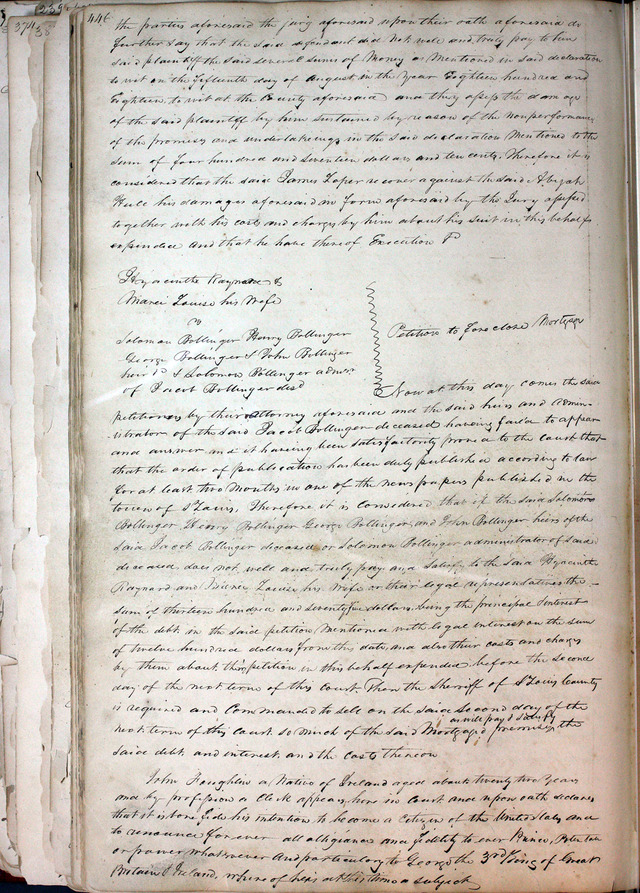 446
the parties aforesaid the jury aforesaid upon their oath aforesaid do
further say that the said defendant did not well and truly pay to him
said plaintiff the said several sums of Money as Mentioned in said declaration
to wit on the fifteenth day of August, in the year Eighteen hundred and
Eighteen, to wit at the County aforesaid and they assess the damage
of the said plaintiff by him sustained by reason of the nonperformance
of the promises and undertakings in the said declaration Mentioned to the
sum of four hundred and seventeen dollars and ten cents, Therefore it is
considered that the said James recover against the said Abijah
Hull his damages aforesaid in form aforesaid by the Jury assessed
together with his costs and charges by him about his suit in this behalf
expended and that he have thereof Execution &c
Hyacinthe Raynard &
Marie Louise his Wife
vs
Solomon Bollinger Henry Bollinger
George Bollinger & John Bollinger
heirs & Solomon Bollinger admr
of Jacob Bollinger decd
Petition to foreclose Mortgage
Now at this day comes the said
petitioners by their attorney aforesaid and the said heirs and admin-
istrator of the said Jacob Bollinger deceased having failed to appear
and answer and it having been satisfactorily proved to the court that
that the order of publication has been duly published according to law
for at least two Months in one of the newspapers published in the
town of St Louis. Therefore it is considered that if the said Solomon
Bollinger Henry Bollinger George Bollinger and John Bollinger heirs of the
said Jacob Bollinger deceased or Solomon Bollinger administrator of said
deceased does not well and truly pay and satisfy to the said Hyacinthe
Raynard and Louise his Wife or their legal representatives the
sum of thirteen hundred and seventy dollars being the principal & interest
of the debt in the said petition Mentioned with legal interest on the sum
of twelve hundred dollars from this date, and also their costs and charges
by them about their petition in this behalf expended before the second
day of the next term of this Court. Then the Sheriff of St Louis County
is required and Commanded to sell on the said second day of the
next term of this court so much of the said Mortgaged premises as will pay & satisfy the
said debt and interest and the costs thereon
John a Native of Ireland aged about twenty two Years
and by profession a Clerk appears here in Court and upon oath declares
that it is bona fide his intention to become a Citizen of the United States and
to renounce forever all allegiance and fidelity to ever Prince, Potentate
or power whatsoever And particularly to George the 3rd King of Great
Britain & Ireland, where of he is at this time a subject